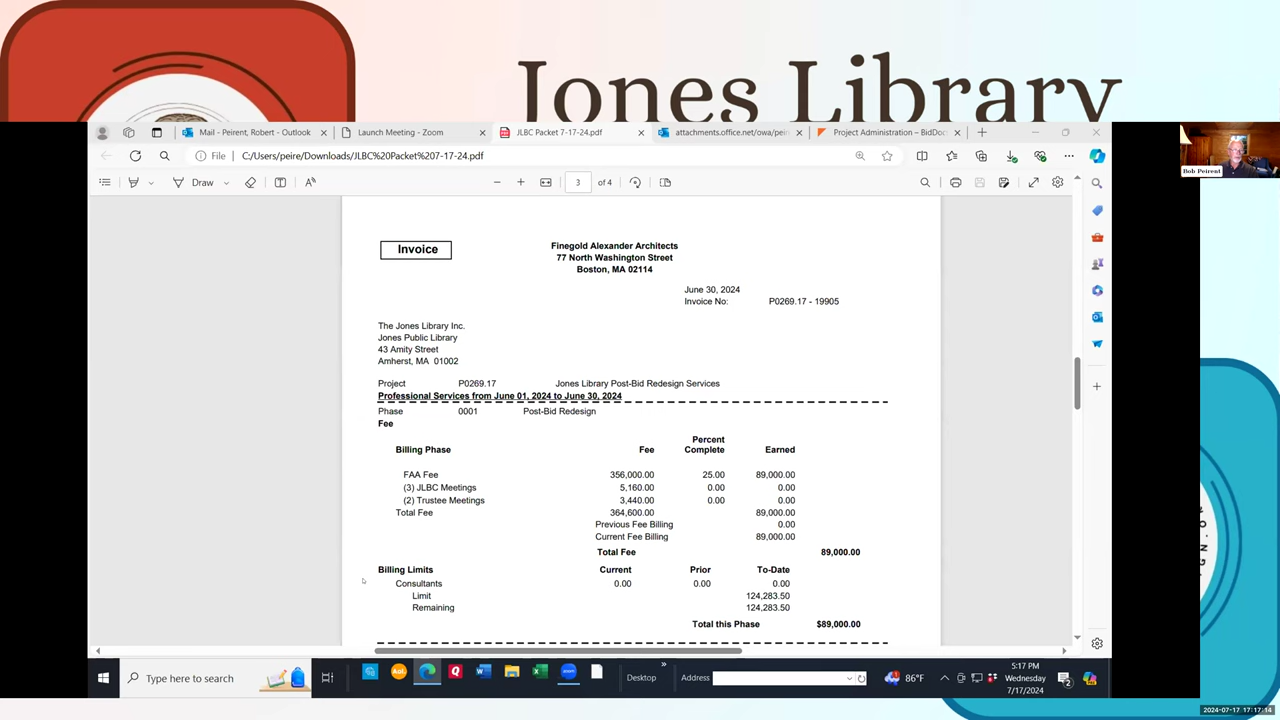 Jones Library
Mail - Peirent, Robert - Outlook
Launch Meeting - Zoom
JLBC Packet 7-17-24.pdf
attachments.office.net/owa/peir
Project Administration – BidDoc
File
C:/Users/peire/Downloads/JLBC%20Packet%207-17-24.pdf
Bob Peirent
Draw
3
of 4
Invoice
Finegold Alexander Architects
77 North Washington Street
Boston, MA 02114
June 30, 2024
Invoice No: P0269.17 - 19905
The Jones Library Inc.
Jones Public Library
43 Amity Street
Amherst, MA 01002
Project P0269.17 Jones Library Post-Bid Redesign Services
Professional Services from June 01, 2024 to June 30, 2024
Phase 0001 Post-Bid Redesign
Fee
Billing Phase Fee Percent Complete Earned
FAA Fee 356,000.00 25.00 89,000.00
(3) JLBC Meetings 5,160.00 0.00 0.00
(2) Trustee Meetings 3,440.00 0.00 0.00
Total Fee 364,600.00 89,000.00
Previous Fee Billing 0.00
Current Fee Billing 89,000.00
Total Fee 89,000.00
Billing Limits Current Prior To-Date
Consultants 0.00 0.00 0.00
Limit 124,283.50
Remaining 124,283.50
Total this Phase $89,000.00
Type here to search
Desktop
Address
86°F
5:17 PM
Wednesday
7/17/2024
2024-07-17 17:17:14